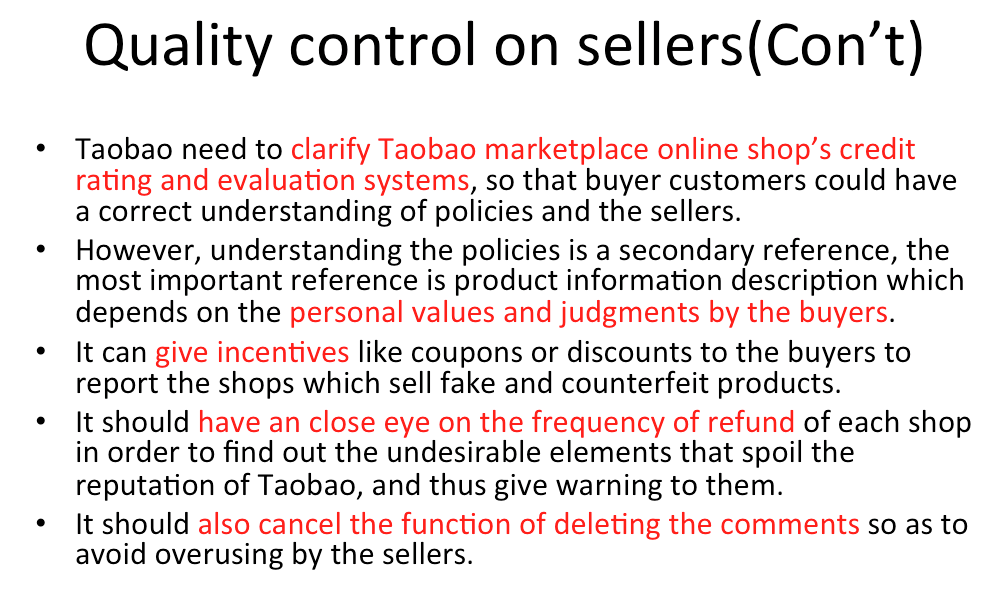 Quality control on sellers(Con’t)
• Taobao need to clarify Taobao marketplace online shop’s credit
rating and evaluation systems, so that buyer customers could have
a correct understanding of policies and the sellers.
• However, understanding the policies is a secondary reference, the
most important reference is product information description which
depends on the personal values and judgments by the buyers.
• It can give incentives like coupons or discounts to the buyers to
report the shops which sell fake and counterfeit products.
• It should have an close eye on the frequency of refund of each shop
in order to find out the undesirable elements that spoil the
reputation of Taobao, and thus give warning to them.
• It should also cancel the function of deleting the comments so as to
avoid overusing by the sellers.